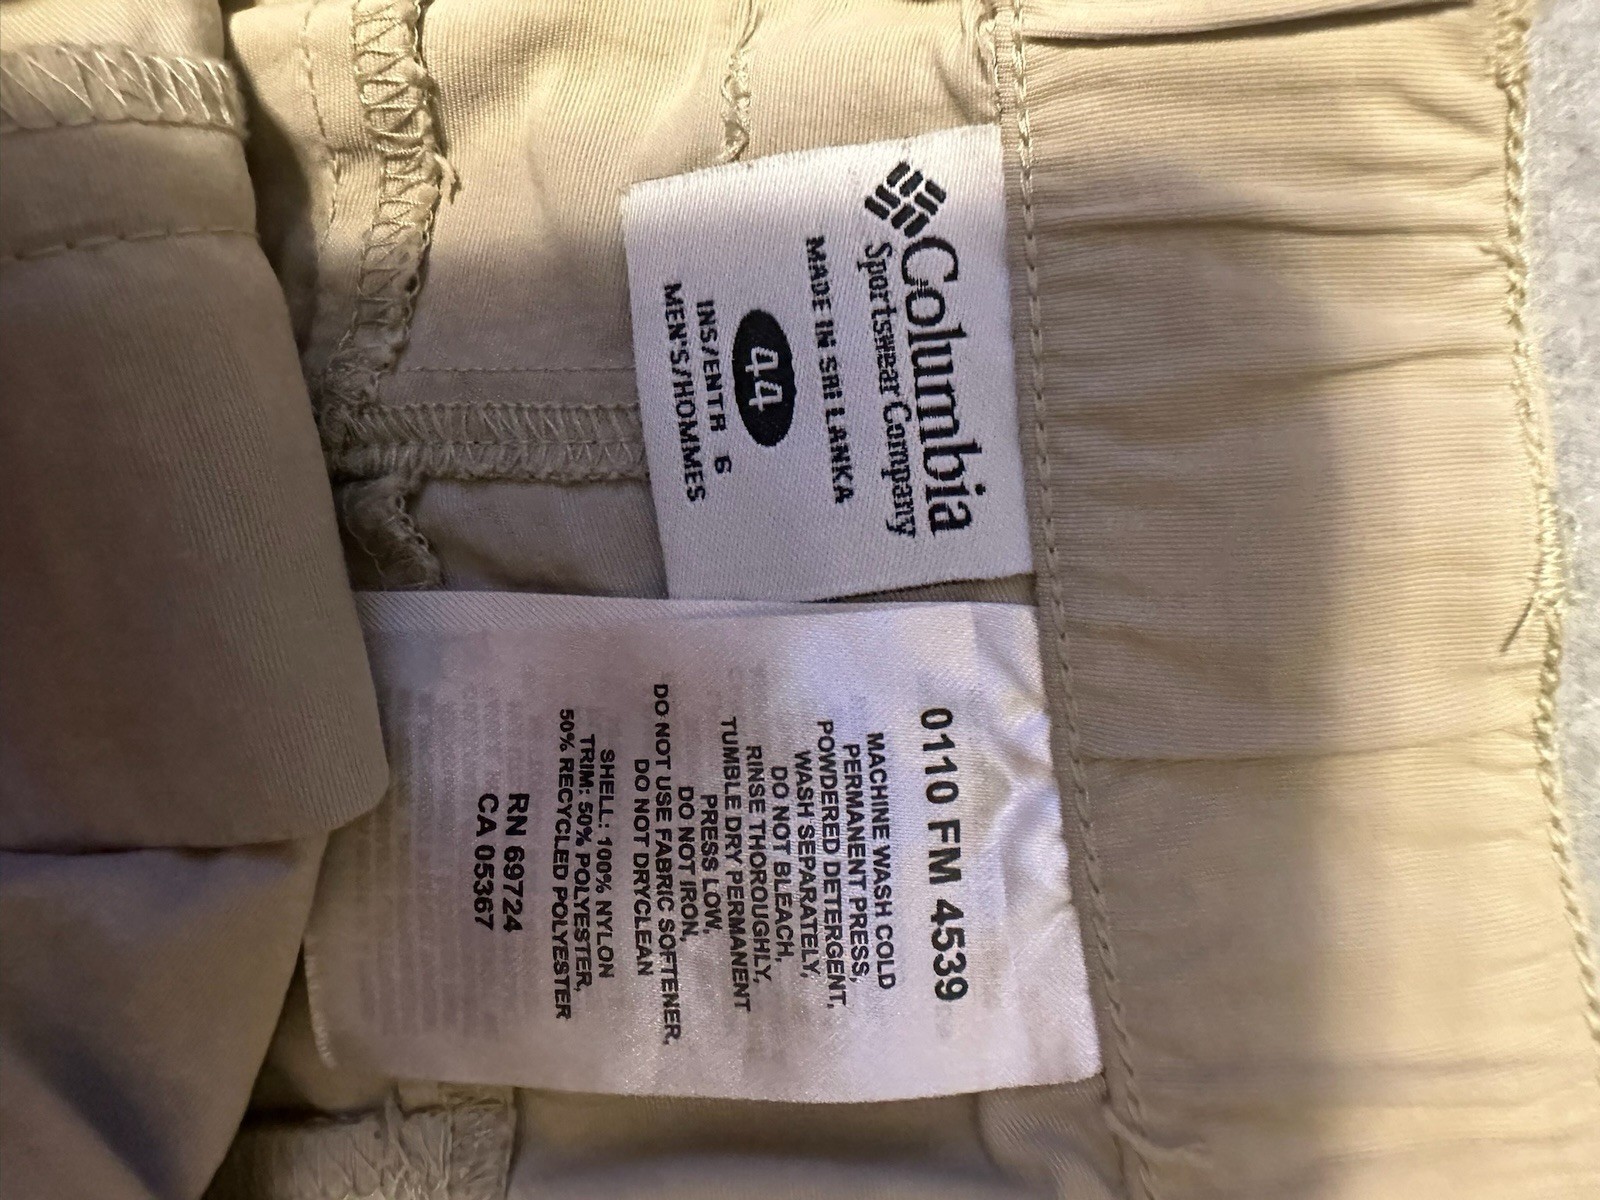 Columbia
Sportswear Company
MADE IN SRI LANKA
44
INS/ENTR 6
MEN'S/HOMMES
0110 FM 4539
MACHINE WASH COLD
PERMANENT PRESS,
POWDERED DETERGENT,
WASH SEPARATELY,
DO NOT BLEACH,
RINSE THOROUGHLY,
TUMBLE DRY PERMANENT
PRESS LOW,
DO NOT IRON,
DO NOT USE FABRIC SOFTENER,
DO NOT DRYCLEAN
SHELL: 100% NYLON
TRIM: 50% POLYESTER,
50% RECYCLED POLYESTER
RN 69724
CA 05367